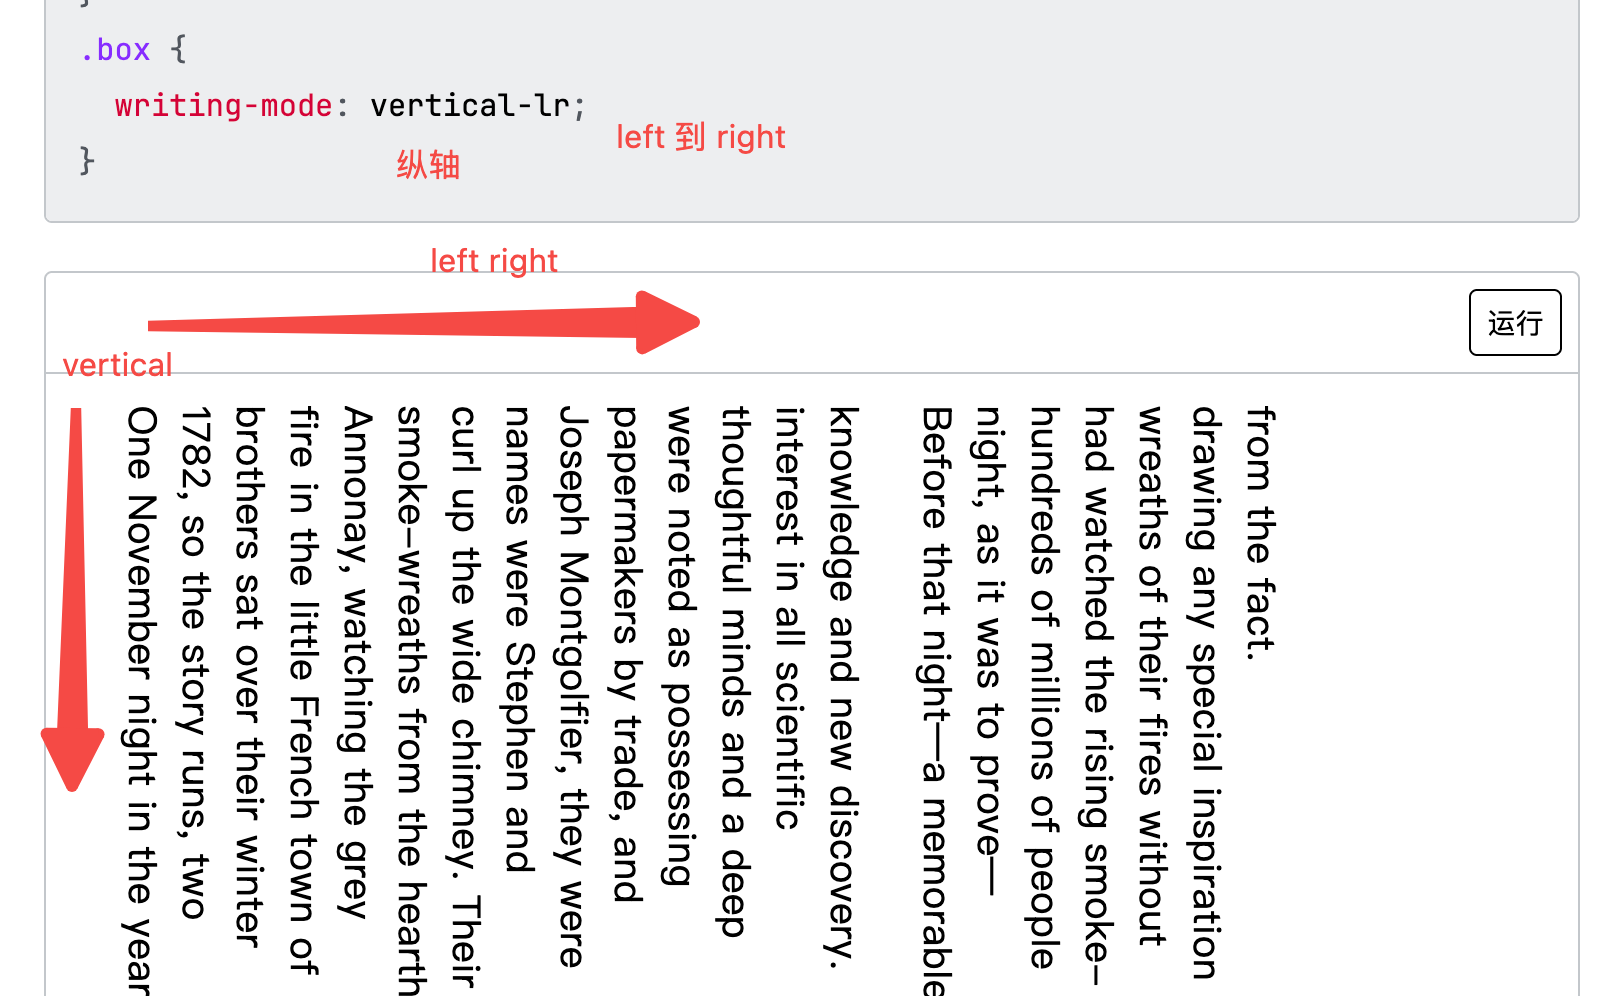 }
.box {
writing-mode: vertical-lr;
left 到 right
}
纵轴
left right
运行
vertical
One November night in the year
1782, so the story runs, two
brothers sat over their winter
fire in the little French town of
Annonay, watching the grey
smoke-wreaths from the hearth
curl up the wide chimney. Their
names were Stephen and
Joseph Montgolfier, they were
papermakers by trade, and
were noted as possessing
thoughtful minds and a deep
interest in all scientific
knowledge and new discovery.
Before that night—a memorable
night, as it was to prove—
hundreds of millions of people
had watched the rising smoke-
wreaths of their fires without
drawing any special inspiration
from the fact.